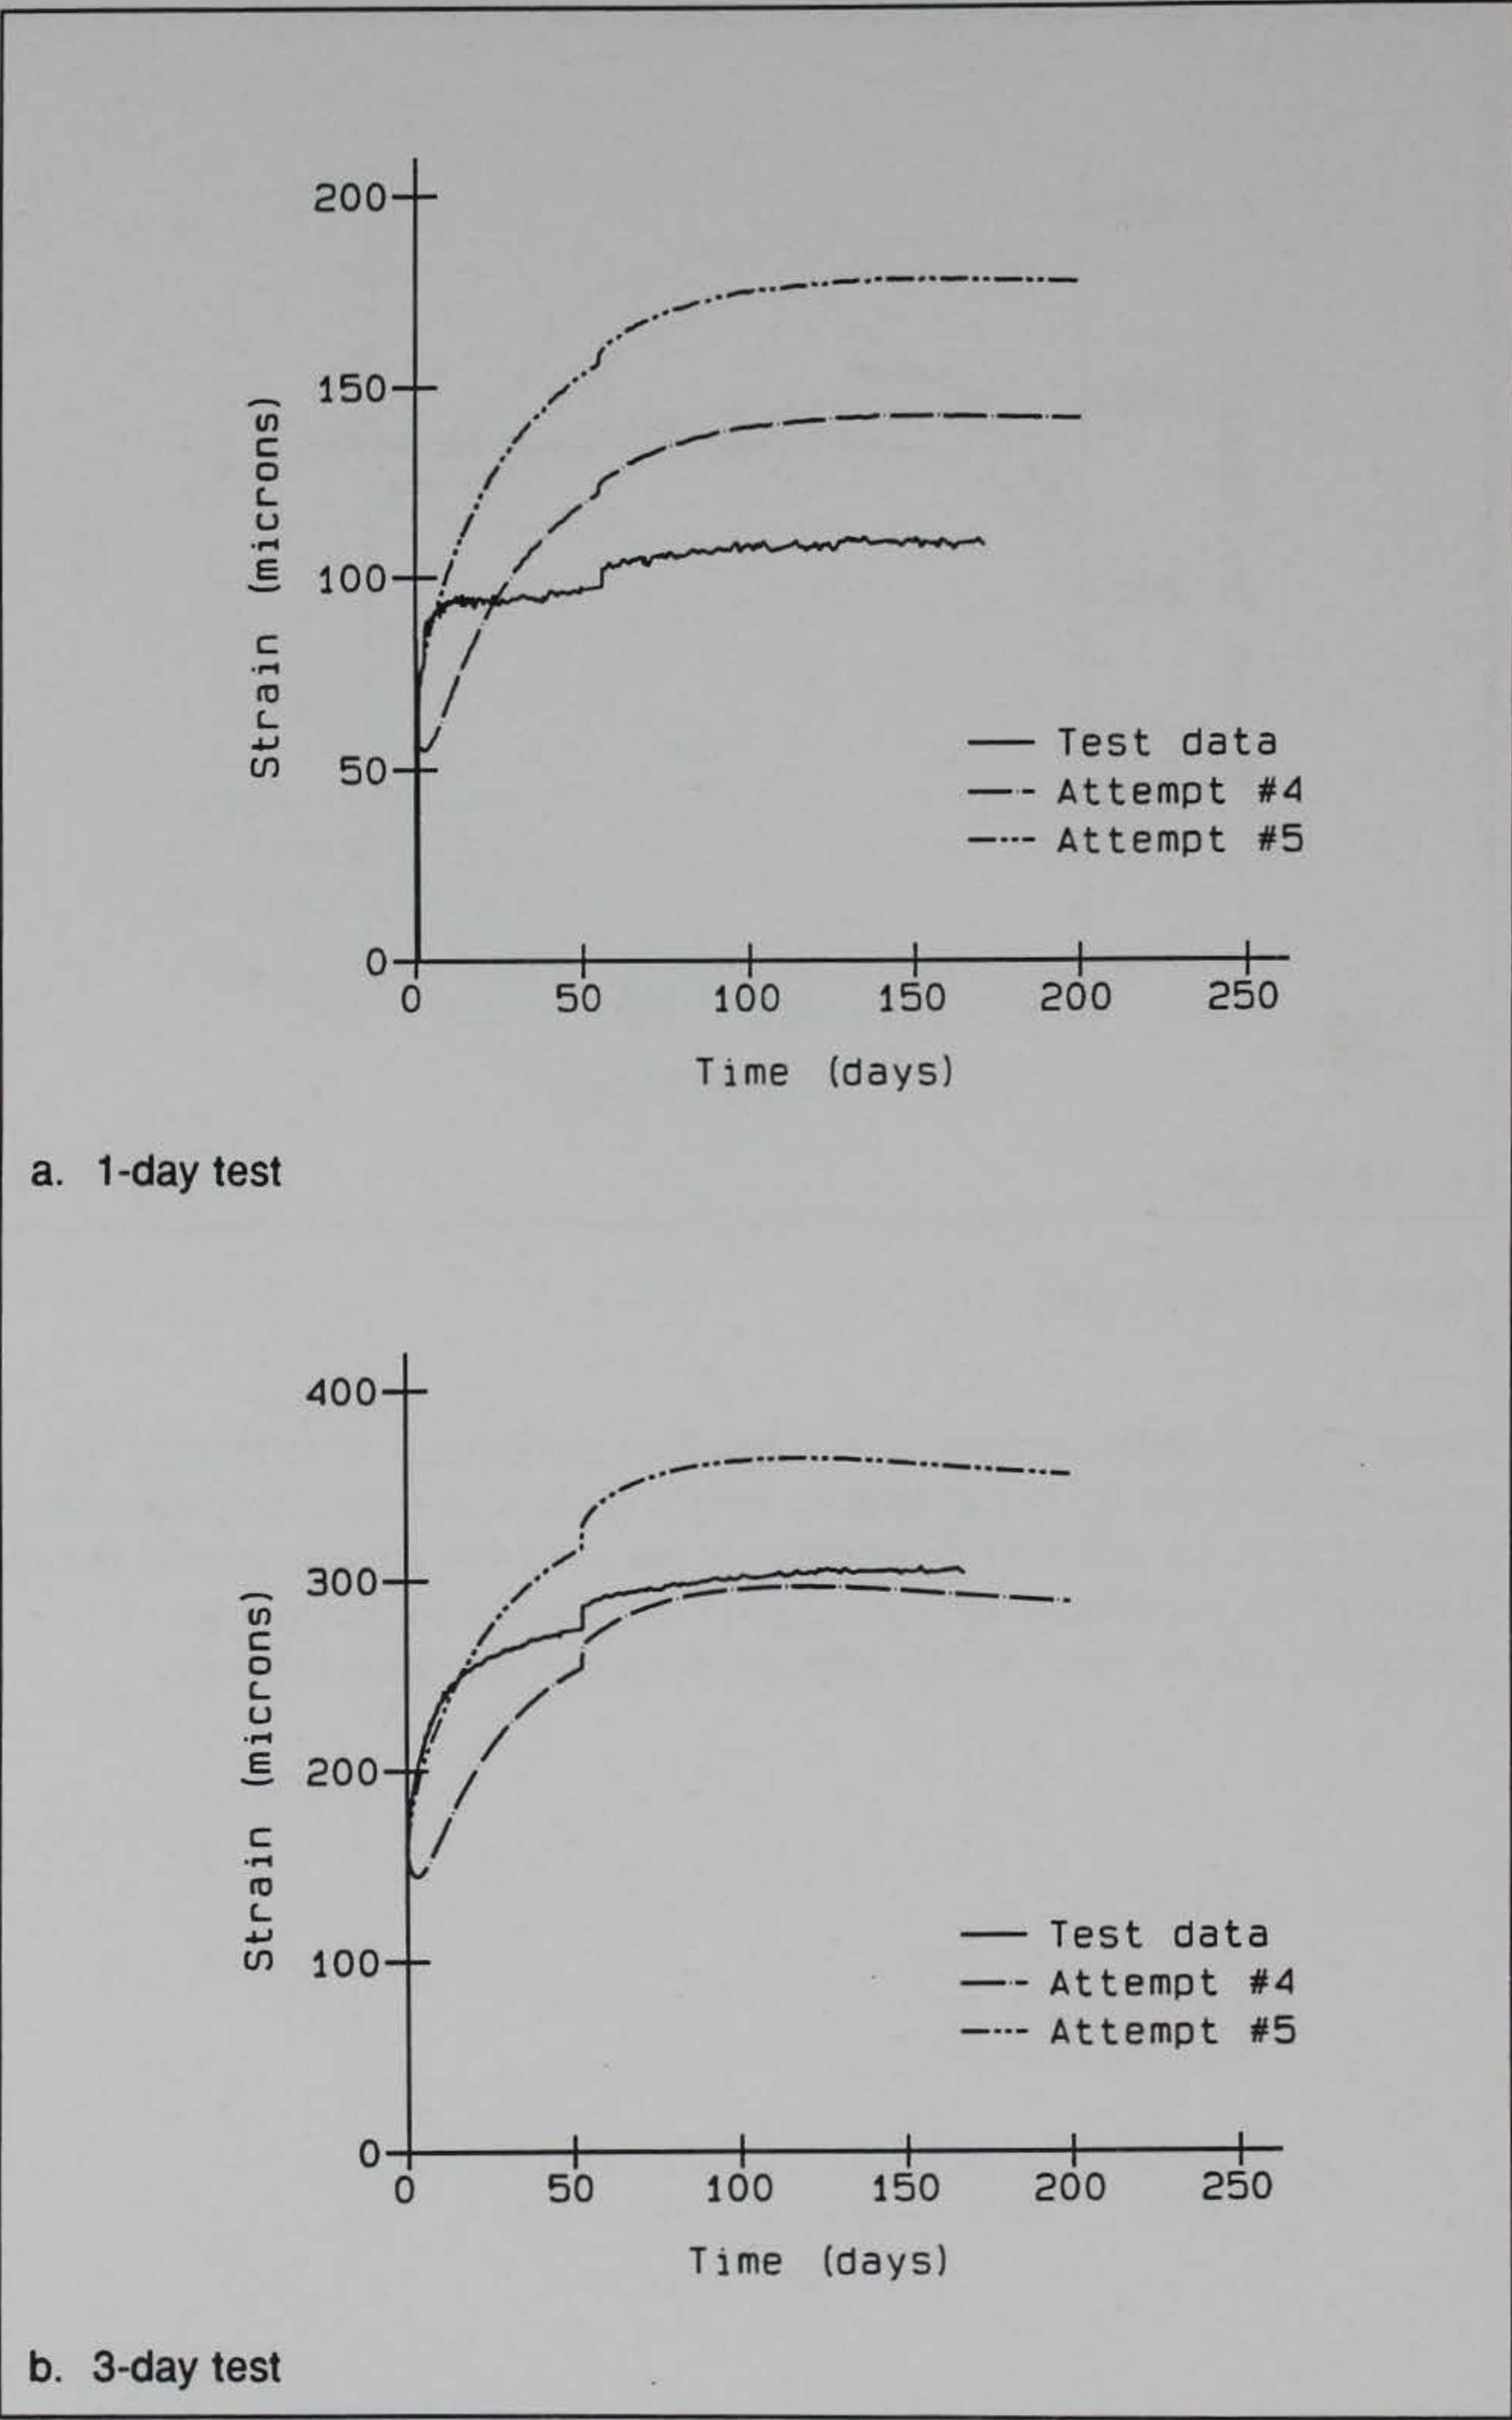 200
150
100
50
0
Strain (microns)
Test data
Attempt #4
Attempt #5
0 50 100 150 200 250
Time (days)
a. 1-day test
400
300
200
100
0
Strain (microns)
Test data
Attempt #4
Attempt #5
0 50 100 150 200 250
Time (days)
b. 3-day test